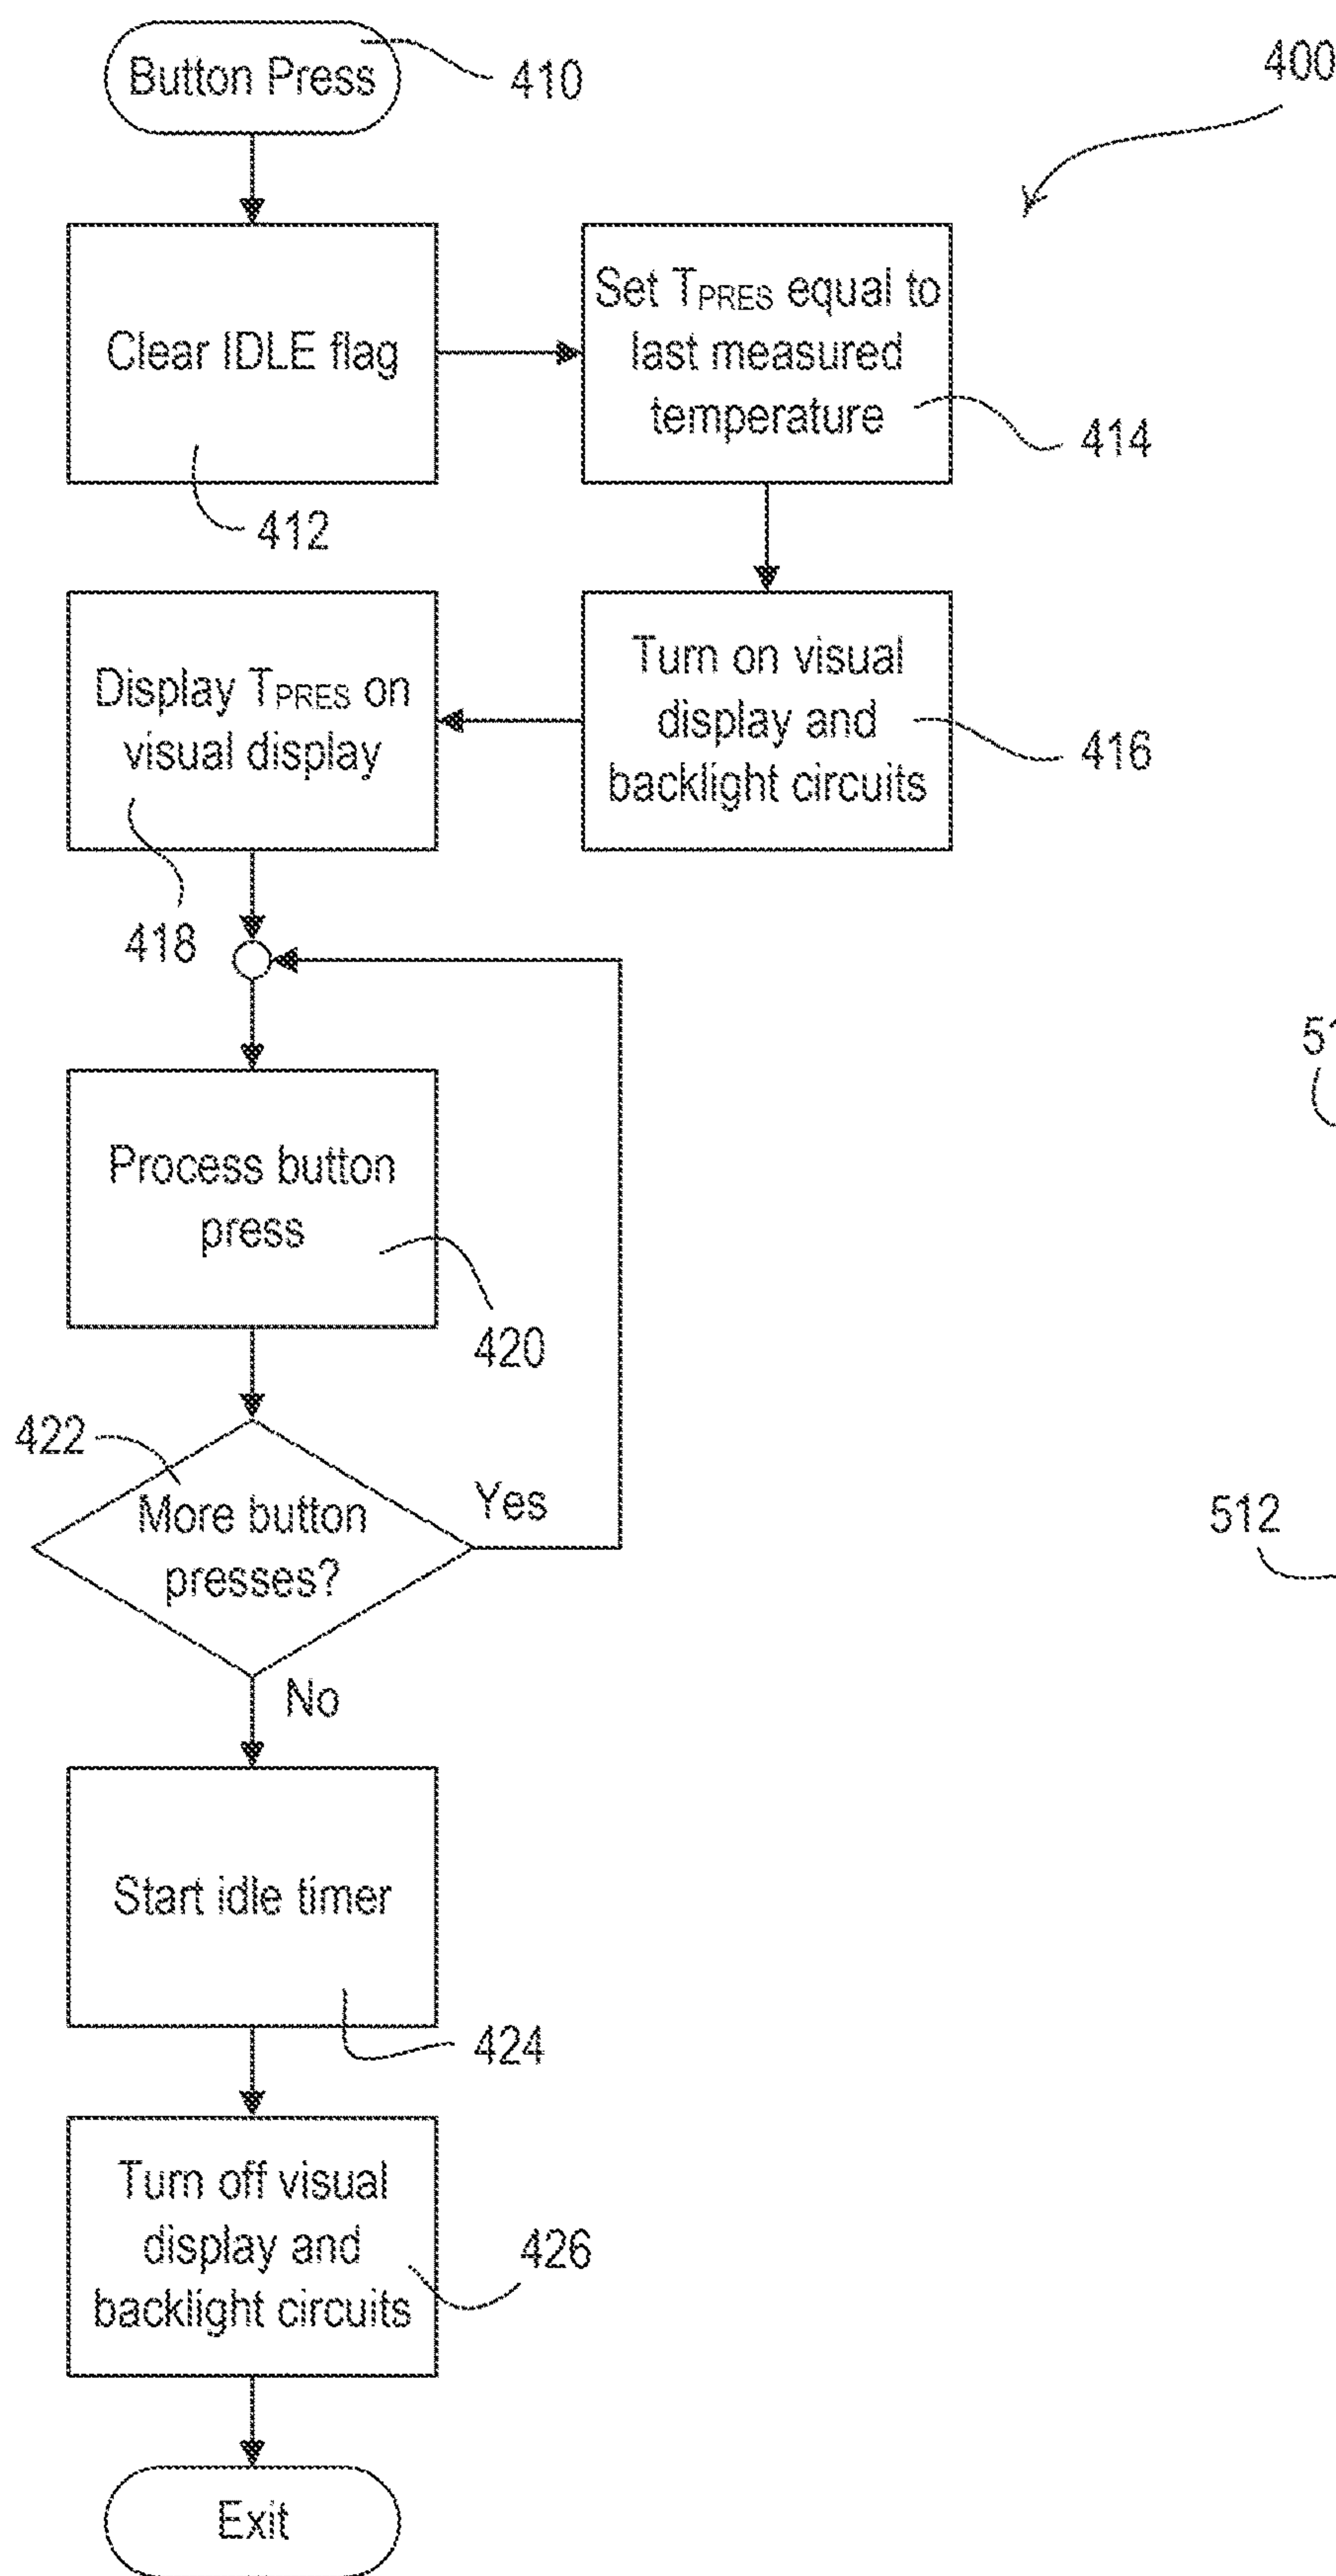 Button Press
410
400
Clear IDLE flag
412
Set TPRES equal to
last measured
temperature
414
Turn on visual
display and
backlight circuits
416
Display TPRES on
visual display
418
Process button
press
420
422
More button
presses?
Yes
No
512
Start idle timer
424
Turn off visual
display and
backlight circuits
426
Exit